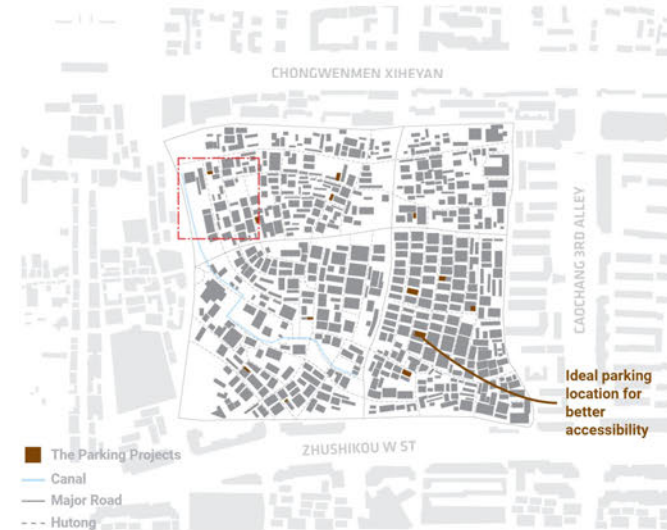 CHONGWENMEN XIHEYAN
CAOCHANG 3RD ALLEY
Ideal parking
location for
better
accessibility
ZHUSHIKOU W ST
The Parking Projects
Canal
Major Road
Hutong